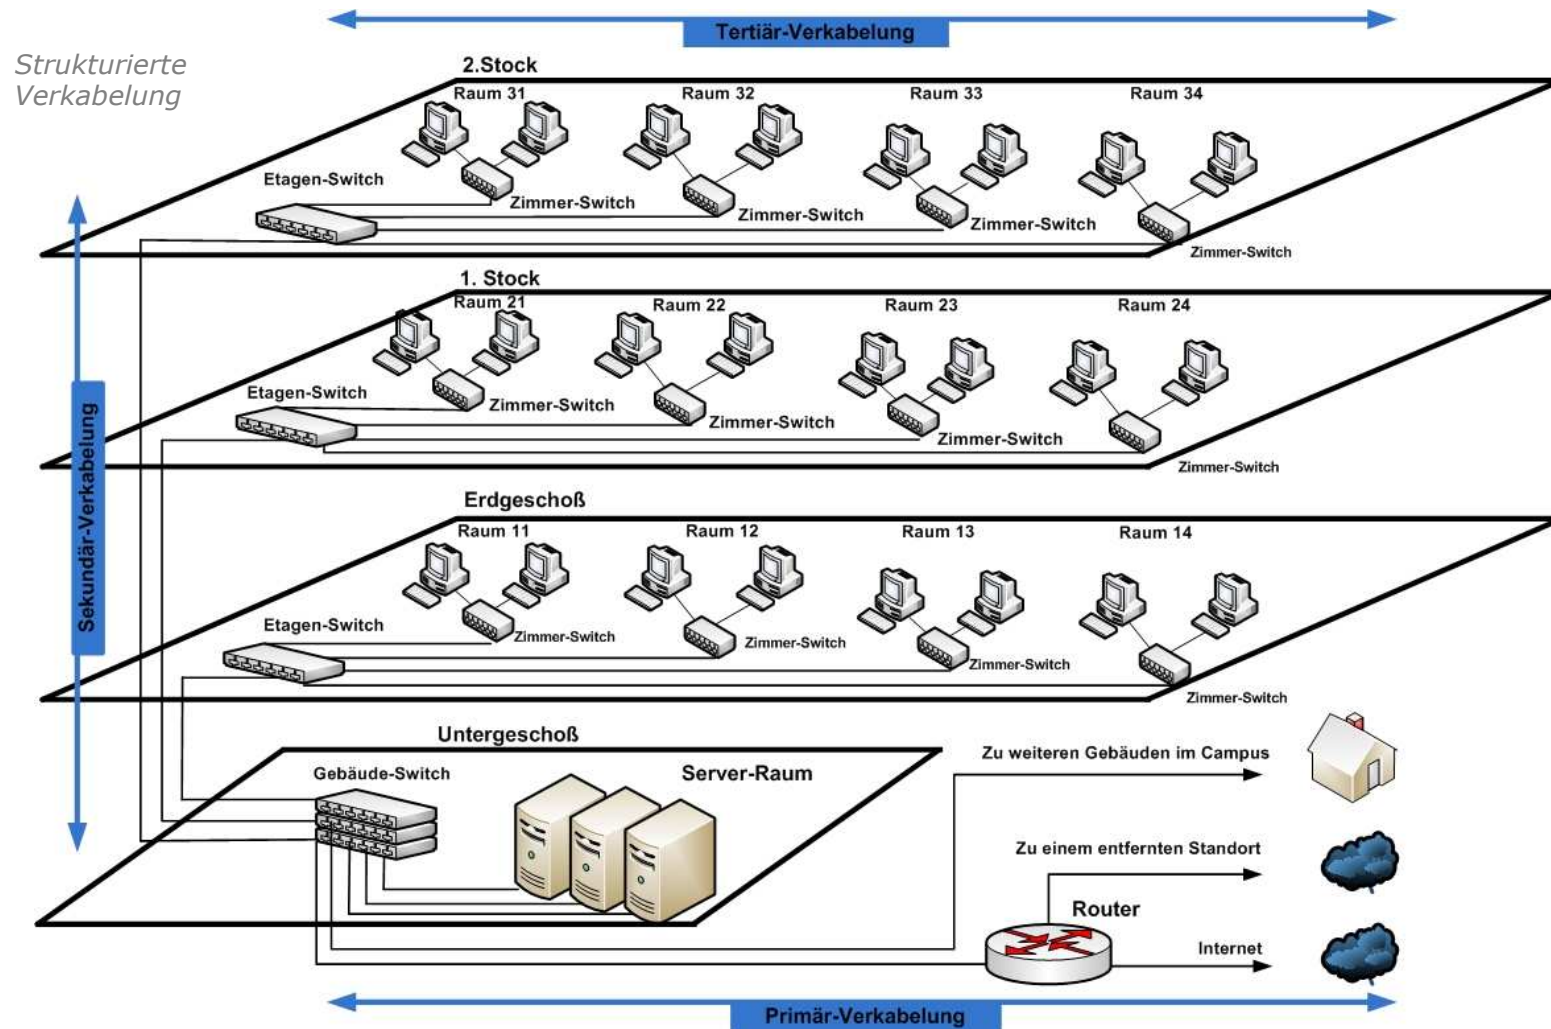 Tertiär-Verkabelung
Strukturierte
Verkabelung
2.Stock
Raum 31
Raum 32
Raum 33
Raum 34
Etagen-Switch
Zimmer-Switch
Zimmer-Switch
Zimmer-Switch
Zimmer-Switch
1. Stock
Raum 21
Raum 22
Raum 23
Raum 24
Etagen-Switch
Zimmer-Switch
Zimmer-Switch
Zimmer-Switch
Zimmer-Switch
Sekundär-Verkabelung
Erdgeschoß
Raum 11
Raum 12
Raum 13
Raum 14
Etagen-Switch
Zimmer-Switch
Zimmer-Switch
Zimmer-Switch
Zimmer-Switch
Untergeschoß
Gebäude-Switch
Server-Raum
Zu weiteren Gebäuden im Campus
Zu einem entfernten Standort
Router
Internet
Primär-Verkabelung